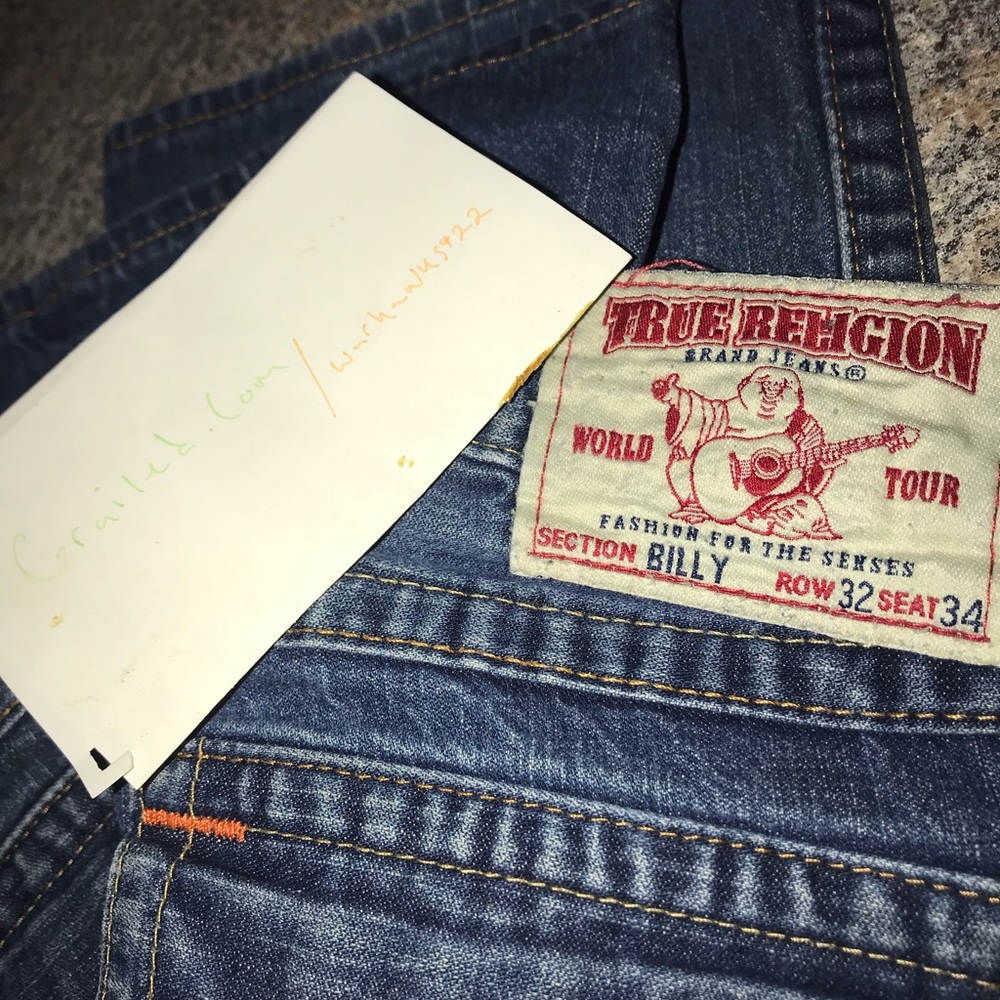 Grailed.Com
TRUE RELIGION
BRAND JEANS®
WORLD TOUR
FASHION FOR THE SENSES
SECTION BILLY ROW 32 SEAT 34